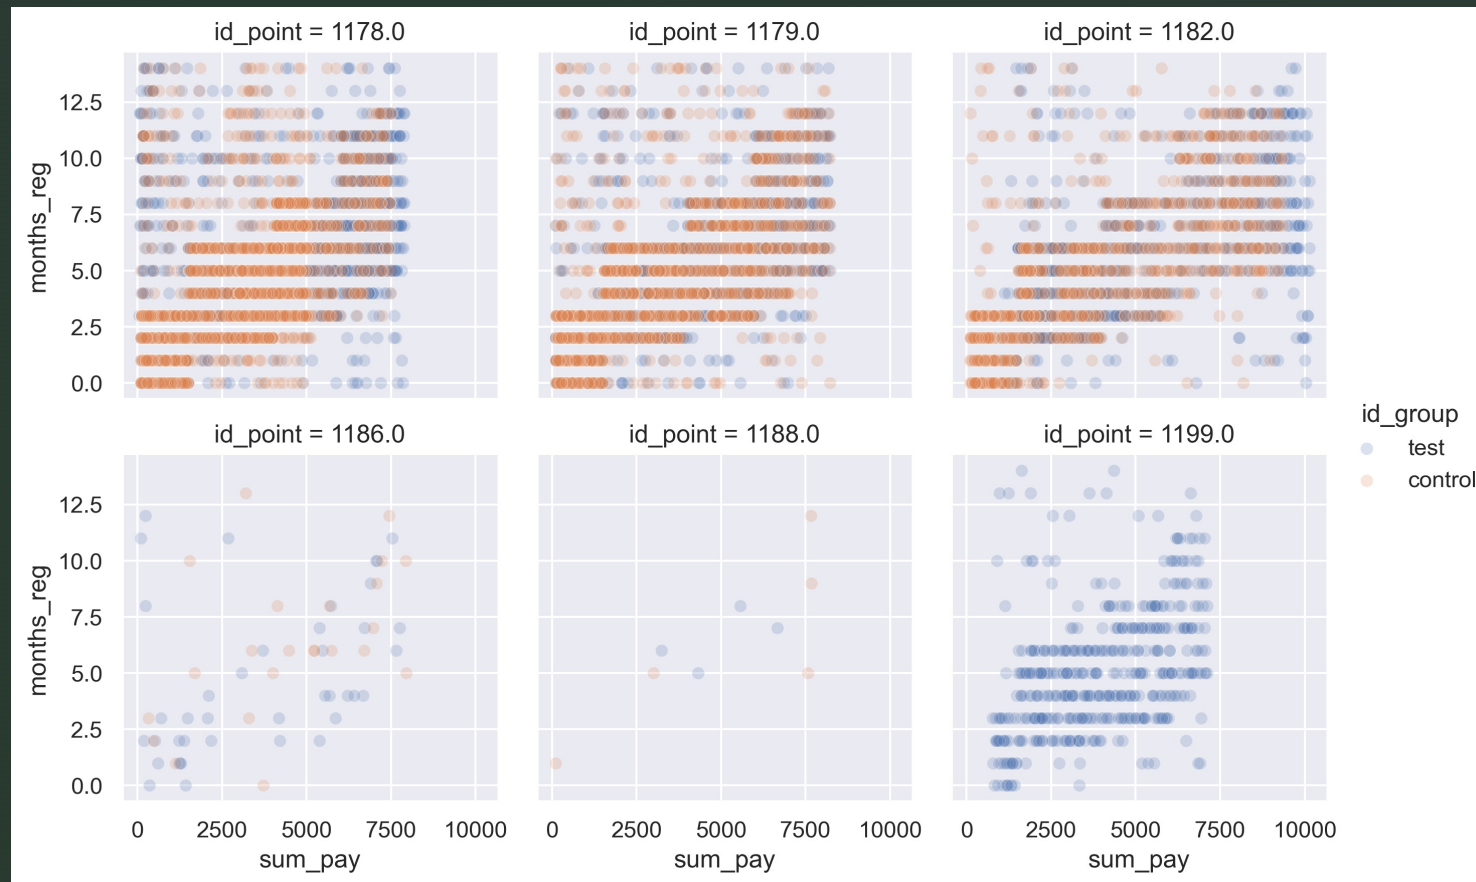 id_point = 1178.0
id_point = 1179.0
id_point = 1182.0
months_reg
12.5
10.0
7.5
5.0
2.5
0.0
id_point = 1186.0
id_point = 1188.0
id_point = 1199.0
months_reg
12.5
10.0
7.5
5.0
2.5
0.0
0 2500 5000 7500 10000
0 2500 5000 7500 10000
0 2500 5000 7500 10000
sum_pay
sum_pay
sum_pay
id_group
test
control